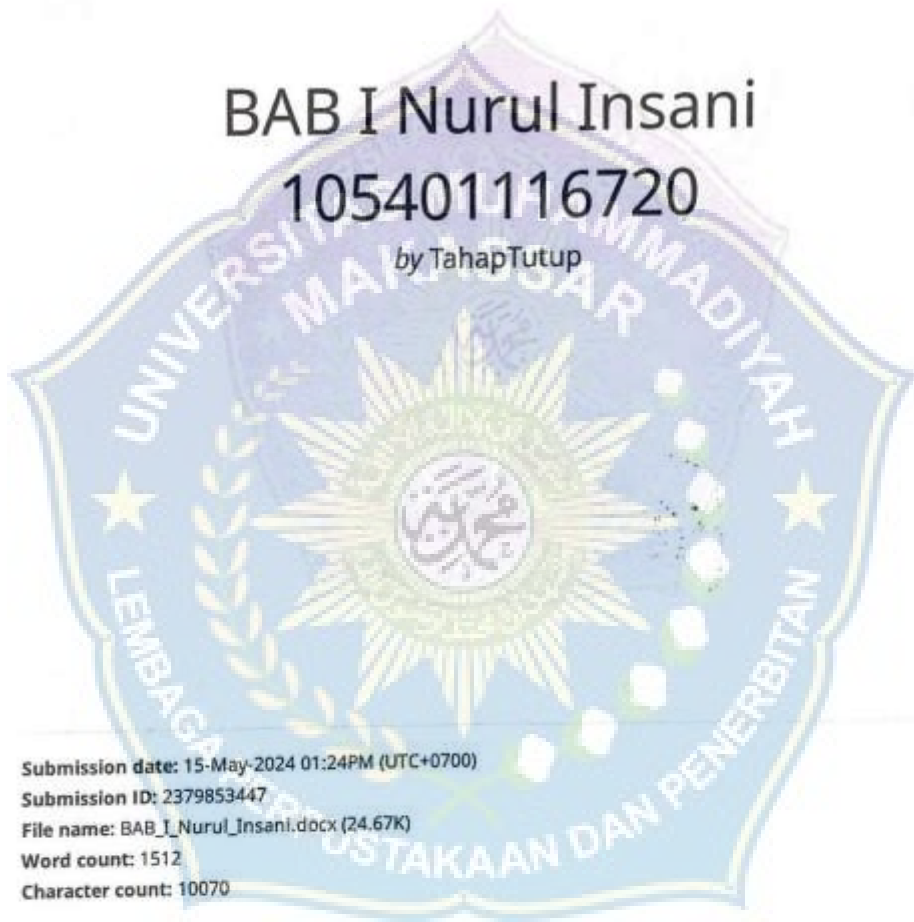 BAB I Nurul Insani
105401116720
by TahapTutup
UNIVERSITAS MUHAMMADIYAH
MAKASSAR
محمد
LEMBAGA PERPUSTAKAAN DAN PENERBITAN
Submission date: 15-May-2024 01:24PM (UTC+0700)
Submission ID: 2379853447
File name: BAB_I_Nurul_Insani.docx (24.67K)
Word count: 1512
Character count: 10070